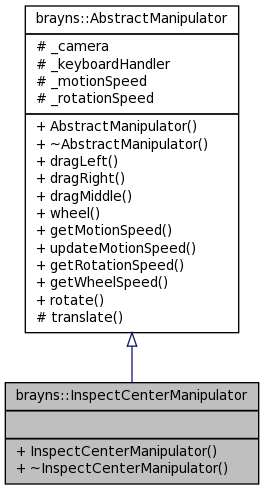 brayns::AbstractManipulator
# _camera
# _keyboardHandler
# _motionSpeed
# _rotationSpeed
+ AbstractManipulator()
+ ~AbstractManipulator()
+ dragLeft()
+ dragRight()
+ dragMiddle()
+ wheel()
+ getMotionSpeed()
+ updateMotionSpeed()
+ getRotationSpeed()
+ getWheelSpeed()
+ rotate()
# translate()
brayns::InspectCenterManipulator
+ InspectCenterManipulator()
+ ~InspectCenterManipulator()